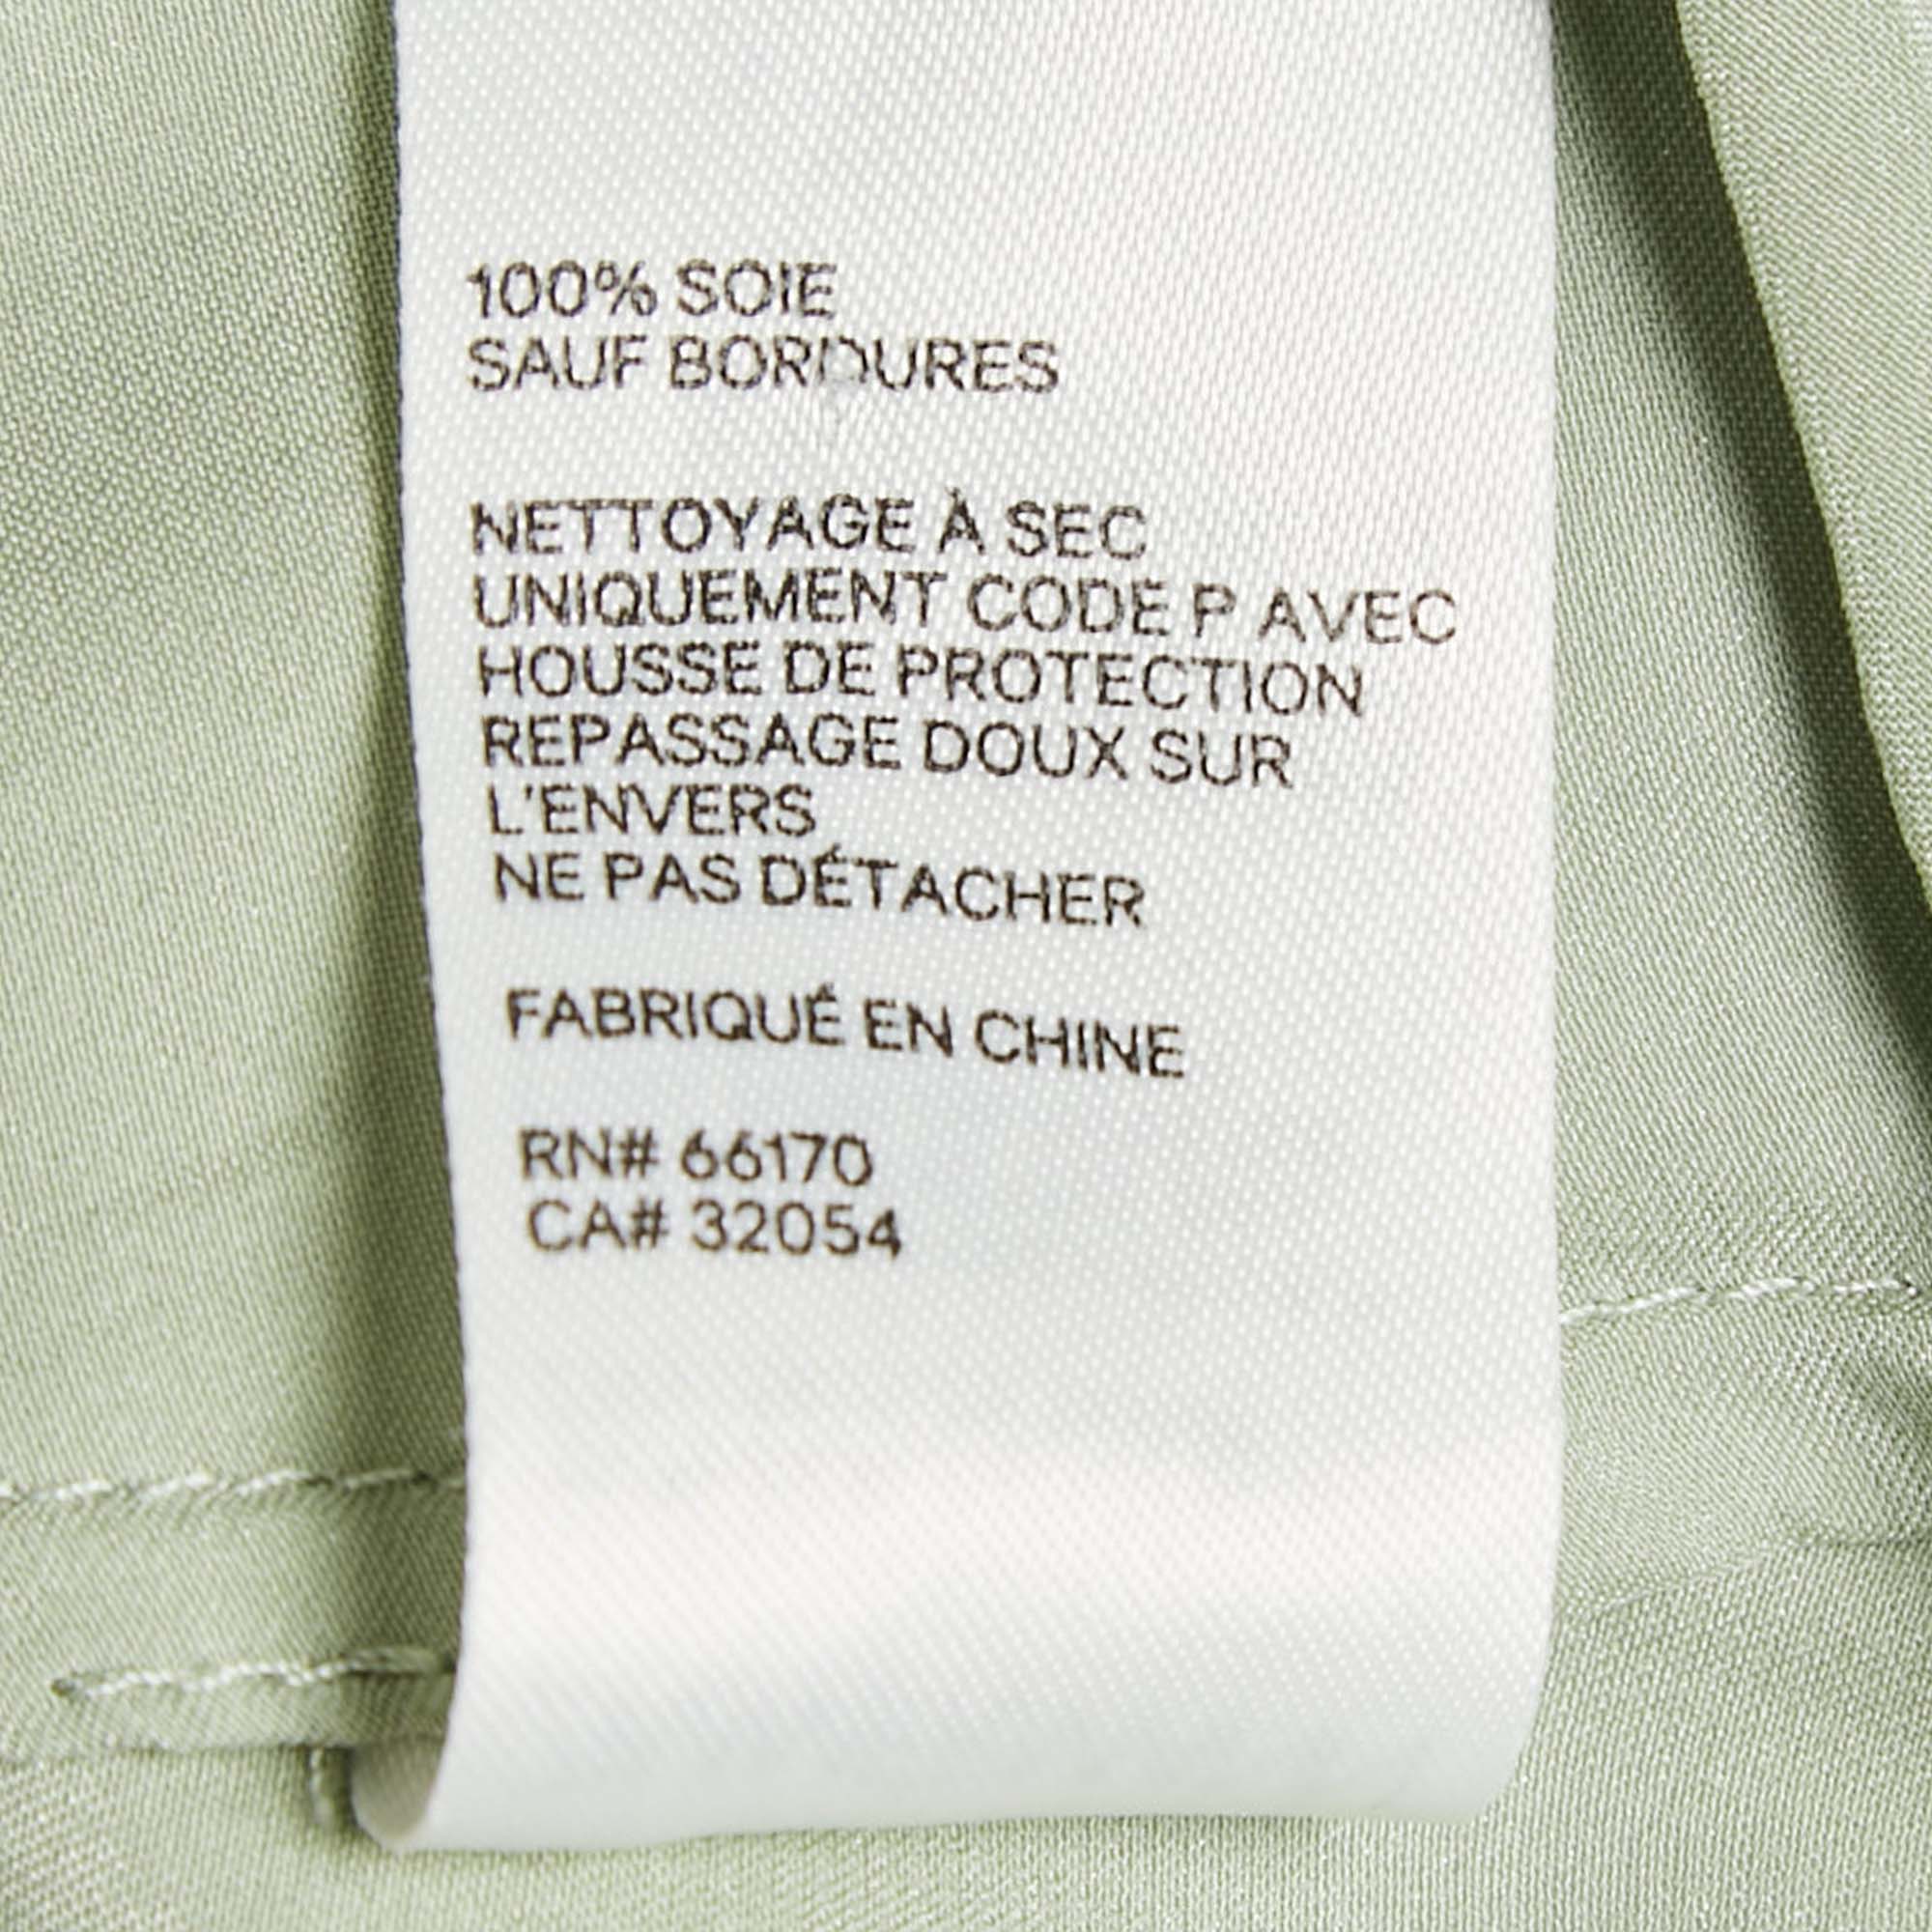 100% SOIE
SAUF BORDURES
NETTOYAGE À SEC
UNIQUEMENT CODE P AVEC
HOUSSE DE PROTECTION
REPASSAGE DOUX SUR
L'ENVERS
NE PAS DÉTACHER
FABRIQUÉ EN CHINE
RN# 66170
CA# 32054